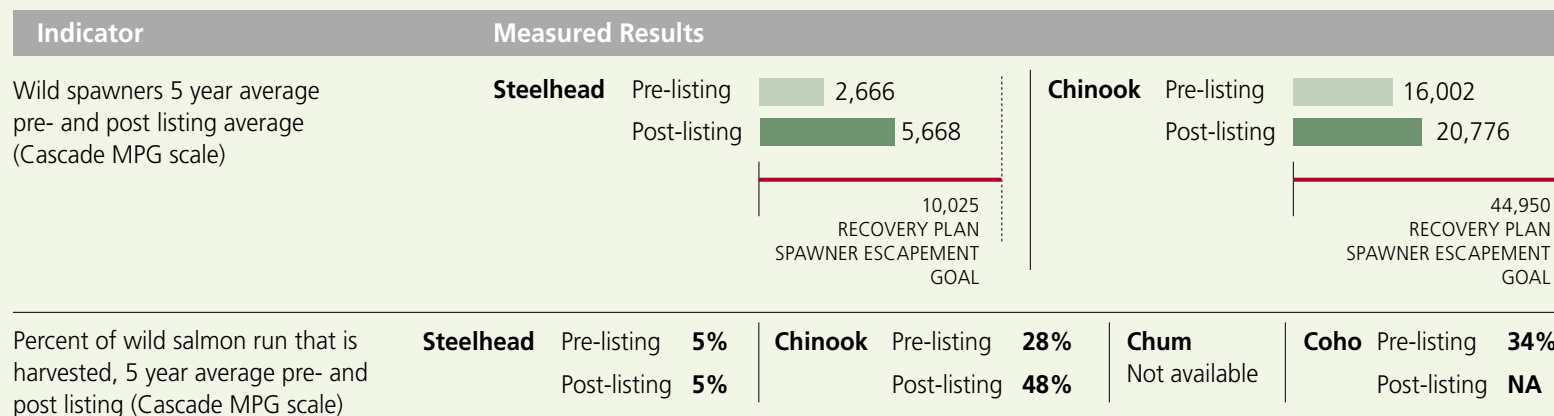 Indicator Measured Results
Wild spawners 5 year average
pre- and post listing average
(Cascade MPG scale)
Steelhead Pre-listing 2,666
Post-listing 5,668
10,025
RECOVERY PLAN
SPAWNER ESCAPEMENT
GOAL
Chinook Pre-listing 16,002
Post-listing 20,776
44,950
RECOVERY PLAN
SPAWNER ESCAPEMENT
GOAL
Percent of wild salmon run that is
harvested, 5 year average pre- and
post listing (Cascade MPG scale)
Steelhead Pre-listing 5%
Post-listing 5%
Chinook Pre-listing 28%
Post-listing 48%
Chum
Not available
Coho Pre-listing 34%
Post-listing NA